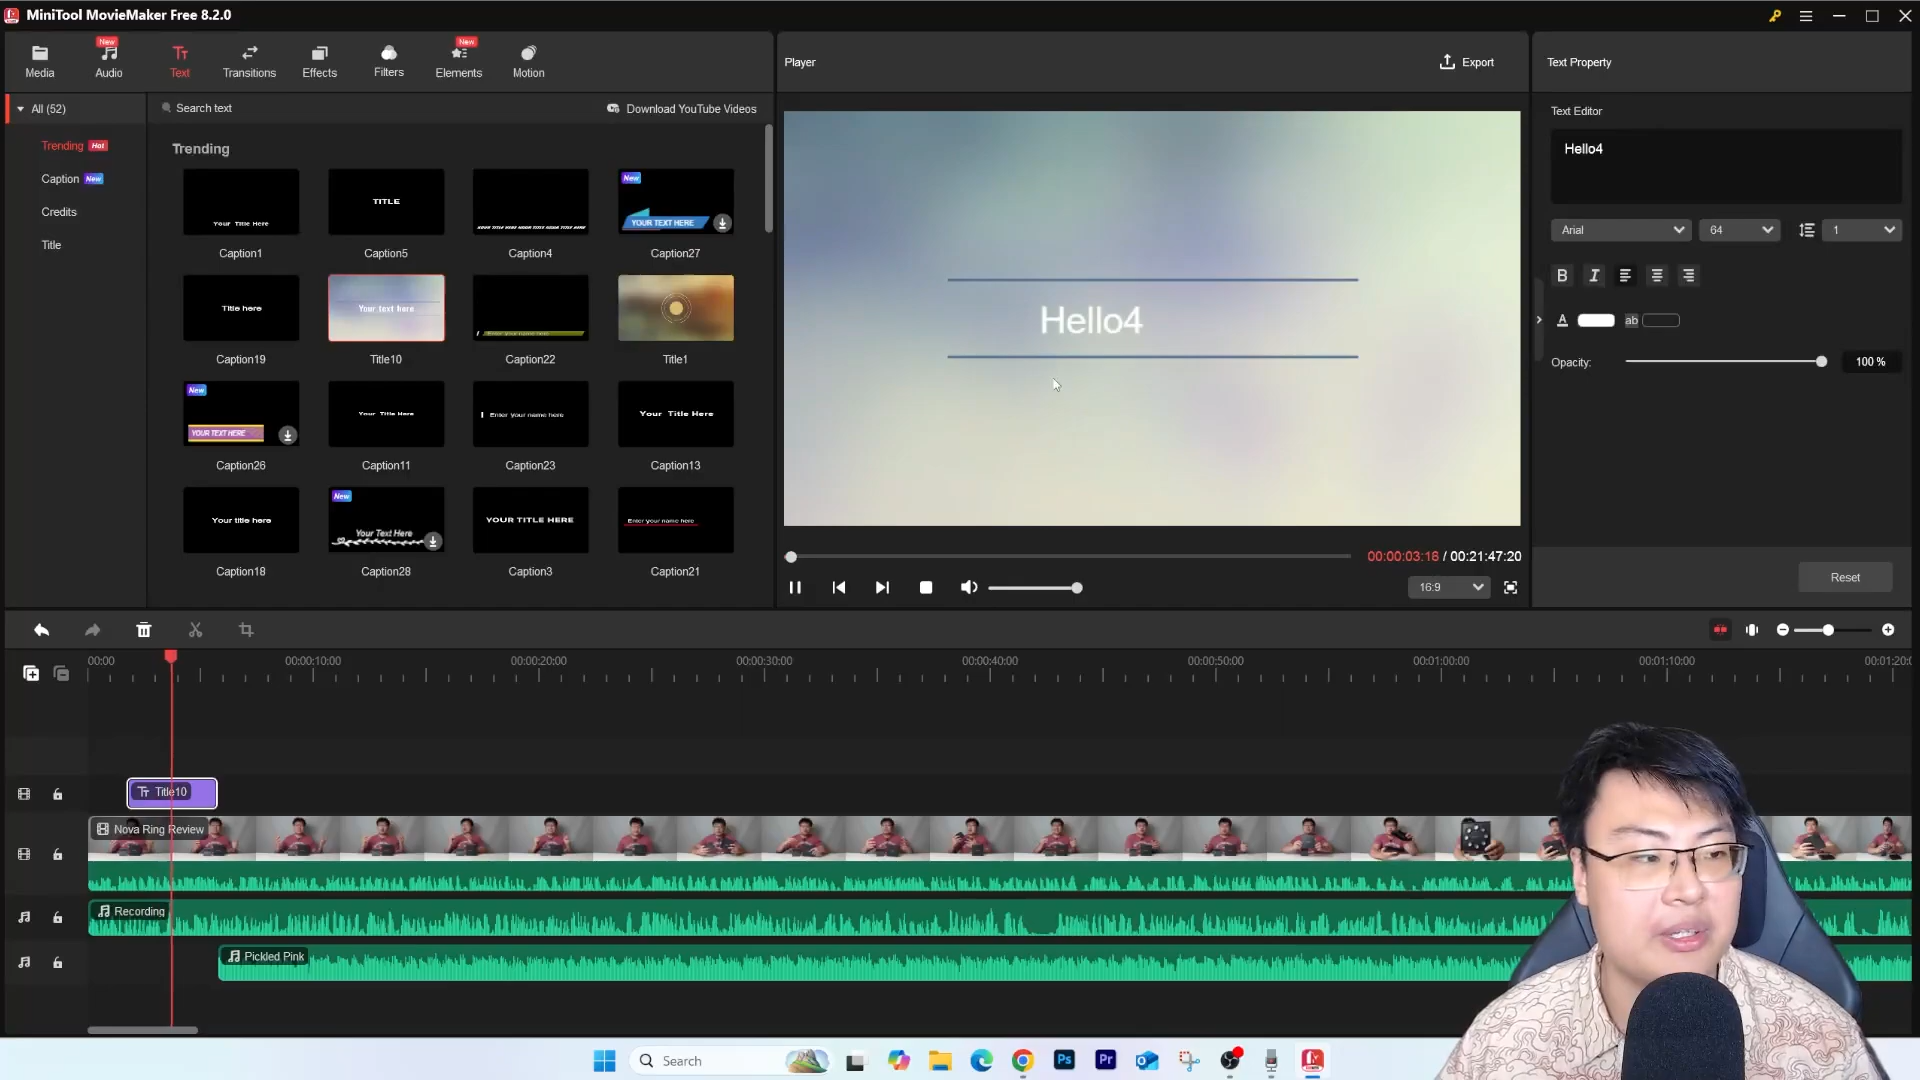 MiniTool MovieMaker Free 8.2.0
Media
New
Audio
Text
Transitions
Effects
Filters
New
Elements
Motion
Player
Export
Text Property
All (52)
Search text
Download YouTube Videos
Trending Hot
Caption New
Credits
Title
Trending
Your Title Here
TITLE
New
YOUR TEXT HERE
Caption1
Caption5
Caption4
Caption27
Title here
Your text here
Enter your name here
Caption19
Title10
Caption22
Title1
New
YOUR TEXT HERE
Your Title Here
Enter your name here
Your Title Here
Caption26
Caption11
Caption23
Caption13
Your title here
New
Your Text Here
YOUR TITLE HERE
Enter your name here
Caption18
Caption28
Caption3
Caption21
Hello4
00:00:03:16 / 00:21:47:20
16:9
Text Editor
Hello4
Arial
64
1
B I
A
ab
Opacity:
100 %
Reset
00:00
00:00:10:00
00:00:20:00
00:00:30:00
00:00:40:00
00:00:50:00
00:01:00:00
00:01:10:00
00:01:20:0
Title10
Nova Ring Review
Recording
Pickled Pink
Search
Ps
Pr